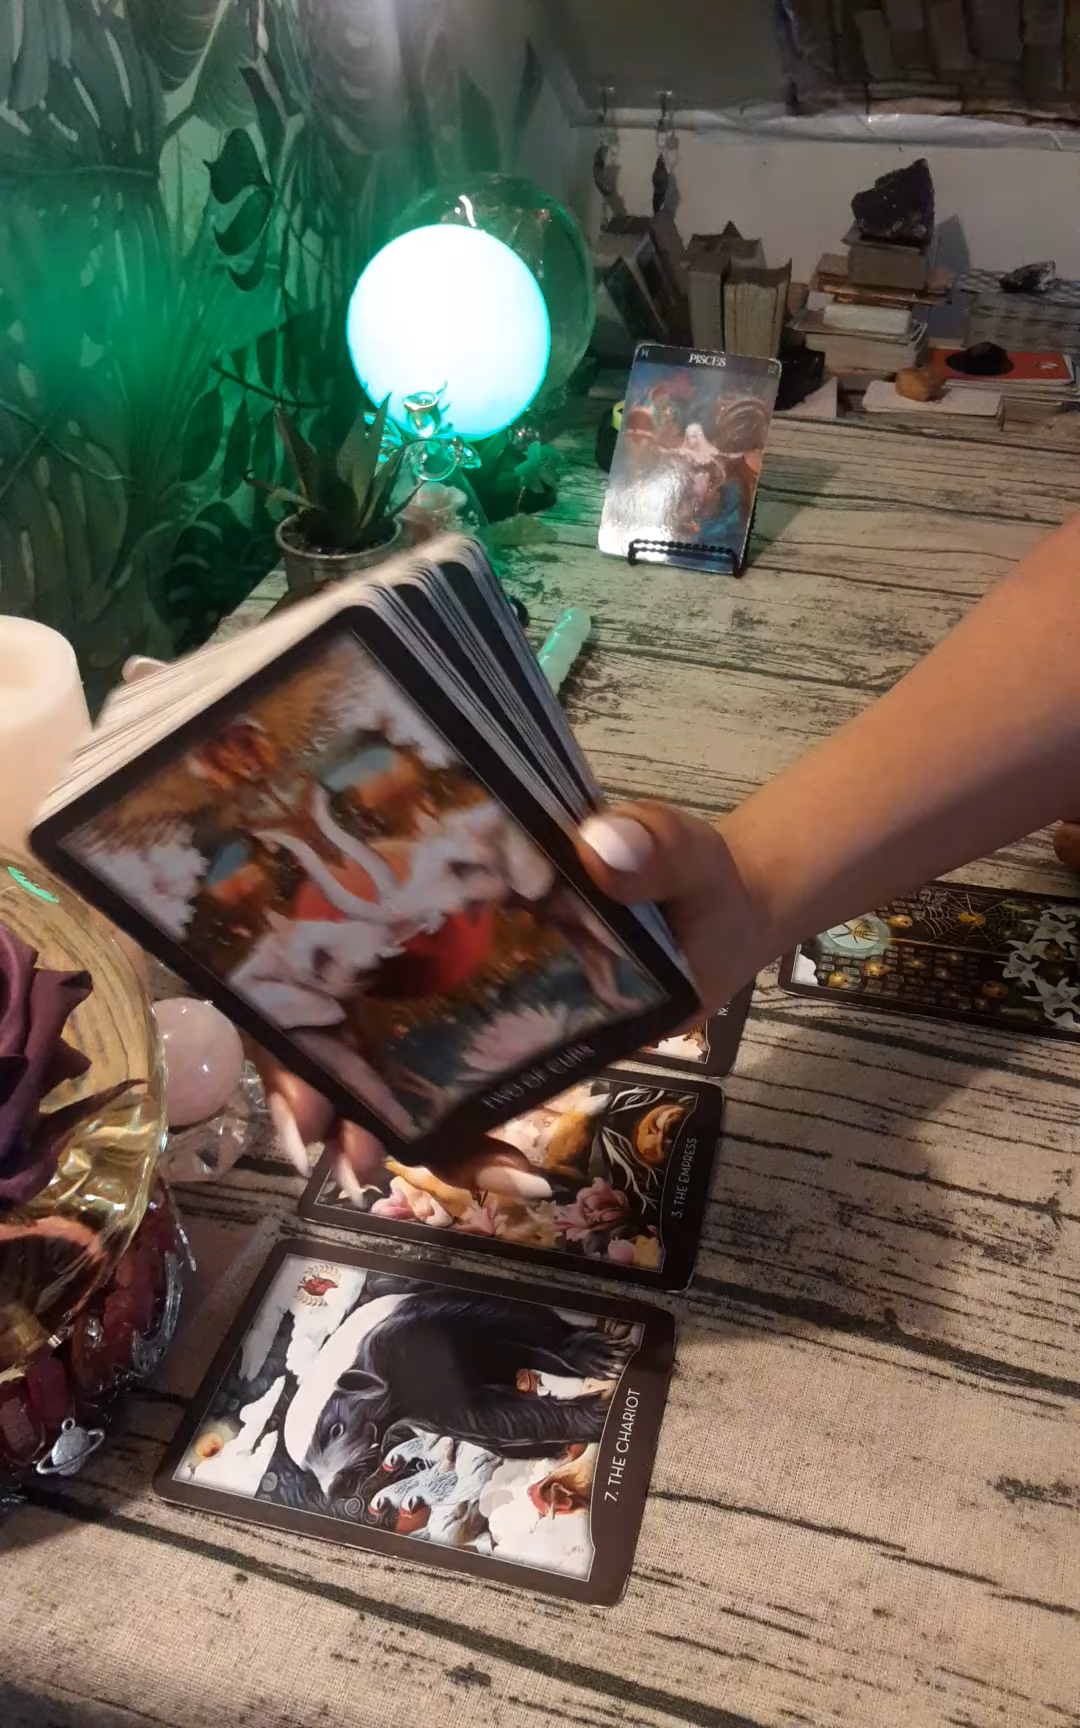 PISCES
TWO OF CUPS
3. THE EMPRESS
7. THE CHARIOT